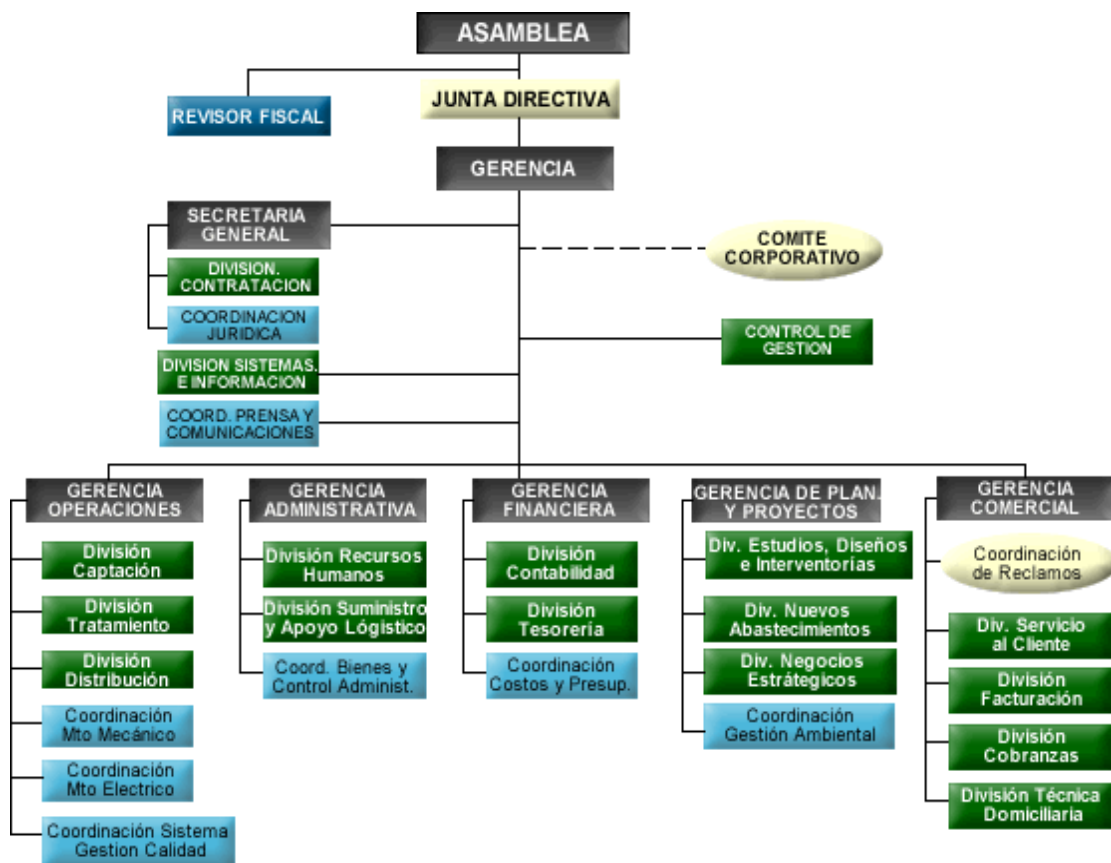 ASAMBLEA
JUNTA DIRECTIVA
REVISOR FISCAL
GERENCIA
SECRETARIA
GENERAL
COMITE
CORPORATIVO
DIVISION.
CONTRATACION
COORDINACION
JURIDICA
CONTROL DE
GESTION
DIVISION SISTEMAS.
E INFORMACION
COORD. PRENSA Y
COMUNICACIONES
GERENCIA
OPERACIONES
División
Captación
División
Tratamiento
División
Distribución
Coordinación
Mto Mecánico
Coordinación
Mto Electrico
Coordinación Sistema
Gestion Calidad
GERENCIA
ADMINISTRATIVA
División Recursos
Humanos
División Suministro
y Apoyo Lógistico
Coord. Bienes y
Control Administ.
GERENCIA
FINANCIERA
División
Contabilidad
División
Tesorería
Coordinación
Costos y Presup.
GERENCIA DE PLAN.
Y PROYECTOS
Div. Estudios, Diseños
e Interventorías
Div. Nuevos
Abastecimientos
Div. Negocios
Estrátegicos
Coordinación
Gestión Ambiental
GERENCIA
COMERCIAL
Coordinación
de Reclamos
Div. Servicio
al Cliente
División
Facturación
División
Cobranzas
División Técnica
Domiciliaria